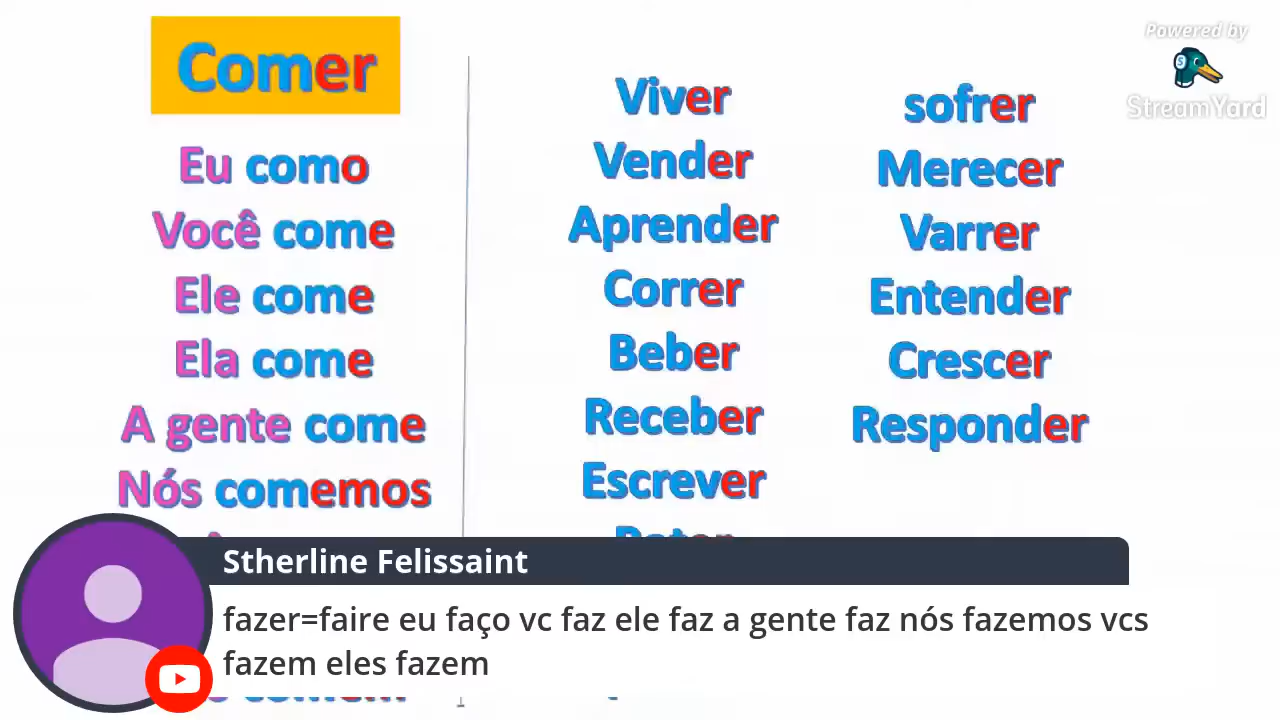 Comer
Eu como
Você come
Ele come
Ela come
A gente come
Nós comemos
Viver
Vender
Aprender
Correr
Beber
Receber
Escrever
sofrer
Merecer
Varrer
Entender
Crescer
Responder
Powered by
StreamYard
Stherline Felissaint
fazer=faire eu faço vc faz ele faz a gente faz nós fazemos vcs
fazem eles fazem